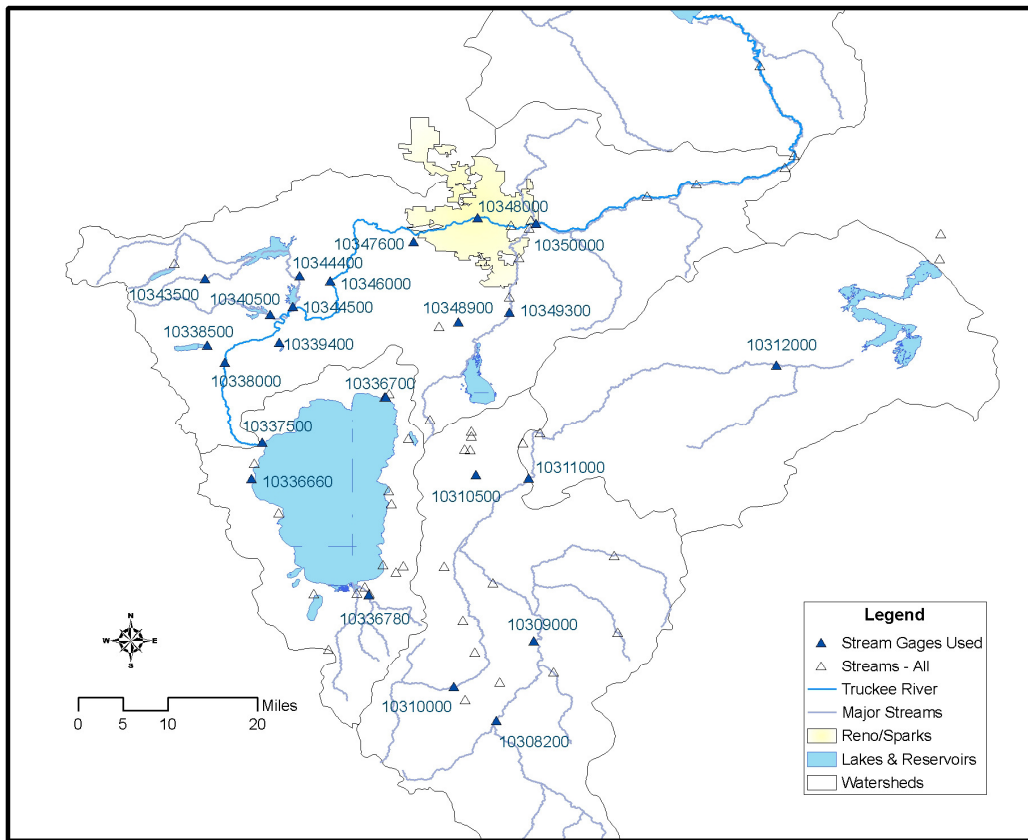 10348000
10347600
10350000
10344400
10346000
10343500
10340500
10344500
10349300
10348900
10338500
10339400
10312000
10338000
10336700
10337500
10311000
10336660
10310500
10336780
10309000
10310000
10308200
N
W
E
S
Miles
0
5
10
20
Legend
Stream Gages Used
Streams - All
Truckee River
Major Streams
Reno/Sparks
Lakes & Reservoirs
Watersheds